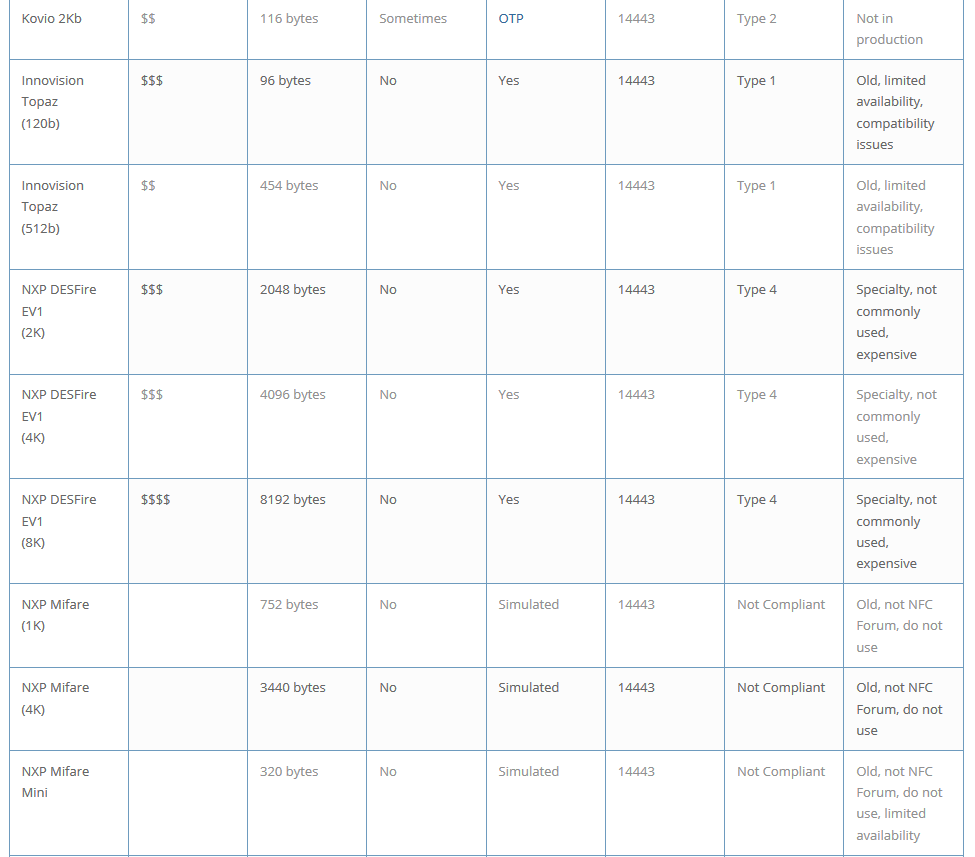 Kovio 2Kb $$ 116 bytes Sometimes OTP 14443 Type 2 Not in
production
Innovision $$$ 96 bytes No Yes 14443 Type 1 Old, limited
Topaz availability,
(120b) compatibility
issues
Innovision $$ 454 bytes No Yes 14443 Type 1 Old, limited
Topaz availability,
(512b) compatibility
issues
NXP DESFire $$$ 2048 bytes No Yes 14443 Type 4 Specialty, not
EV1 commonly
(2K) used,
expensive
NXP DESFire $$$ 4096 bytes No Yes 14443 Type 4 Specialty, not
EV1 commonly
(4K) used,
expensive
NXP DESFire $$$$ 8192 bytes No Yes 14443 Type 4 Specialty, not
EV1 commonly
(8K) used,
expensive
NXP Mifare 752 bytes No Simulated 14443 Not Compliant Old, not NFC
(1K) Forum, do not
use
NXP Mifare 3440 bytes No Simulated 14443 Not Compliant Old, not NFC
(4K) Forum, do not
use
NXP Mifare 320 bytes No Simulated 14443 Not Compliant Old, not NFC
Mini Forum, do not
use, limited
availability